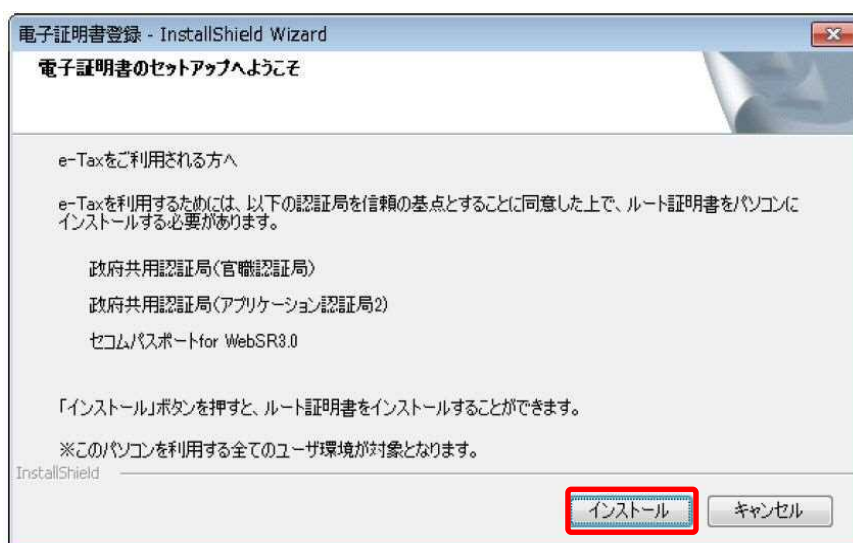 電子証明書登録 - InstallShield Wizard
電子証明書のセットアップへようこそ
e-Taxをご利用される方へ
e-Taxを利用するためには、以下の認証局を信頼の基点とすることに同意した上で、ルート証明書をパソコンに
インストールする必要があります。
政府共用認証局(官職認証局)
政府共用認証局(アプリケーション認証局2)
セコムパスポートfor WebSR3.0
「インストール」ボタンを押すと、ルート証明書をインストールすることができます。
※このパソコンを利用する全てのユーザ環境が対象となります。
InstallShield
インストール
キャンセル